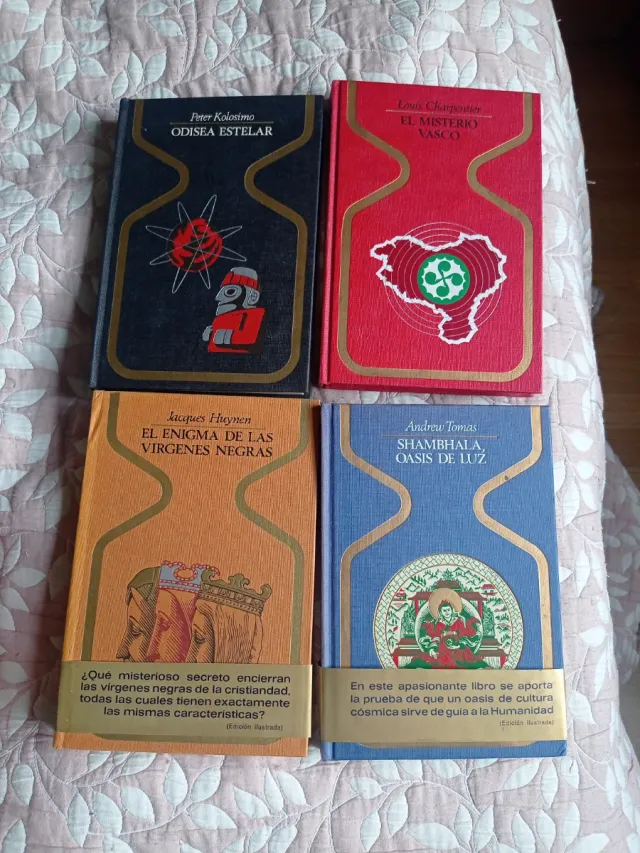 Peter Kolosimo
ODISEA ESTELAR
Louis Charpentier
EL MISTERIO
VASCO
Jacques Huynen
EL ENIGMA DE LAS
VIRGENES NEGRAS
¿Qué misterioso secreto encierran
las vírgenes negras de la cristiandad,
todas las cuales tienen exactamente
las mismas características?
(Edición ilustrada)
Andrew Tomas
SHAMBHALA,
OASIS DE LUZ
En este apasionante libro se aporta
la prueba de que un oasis de cultura
cósmica sirve de guía a la Humanidad
(Edición ilustrada)